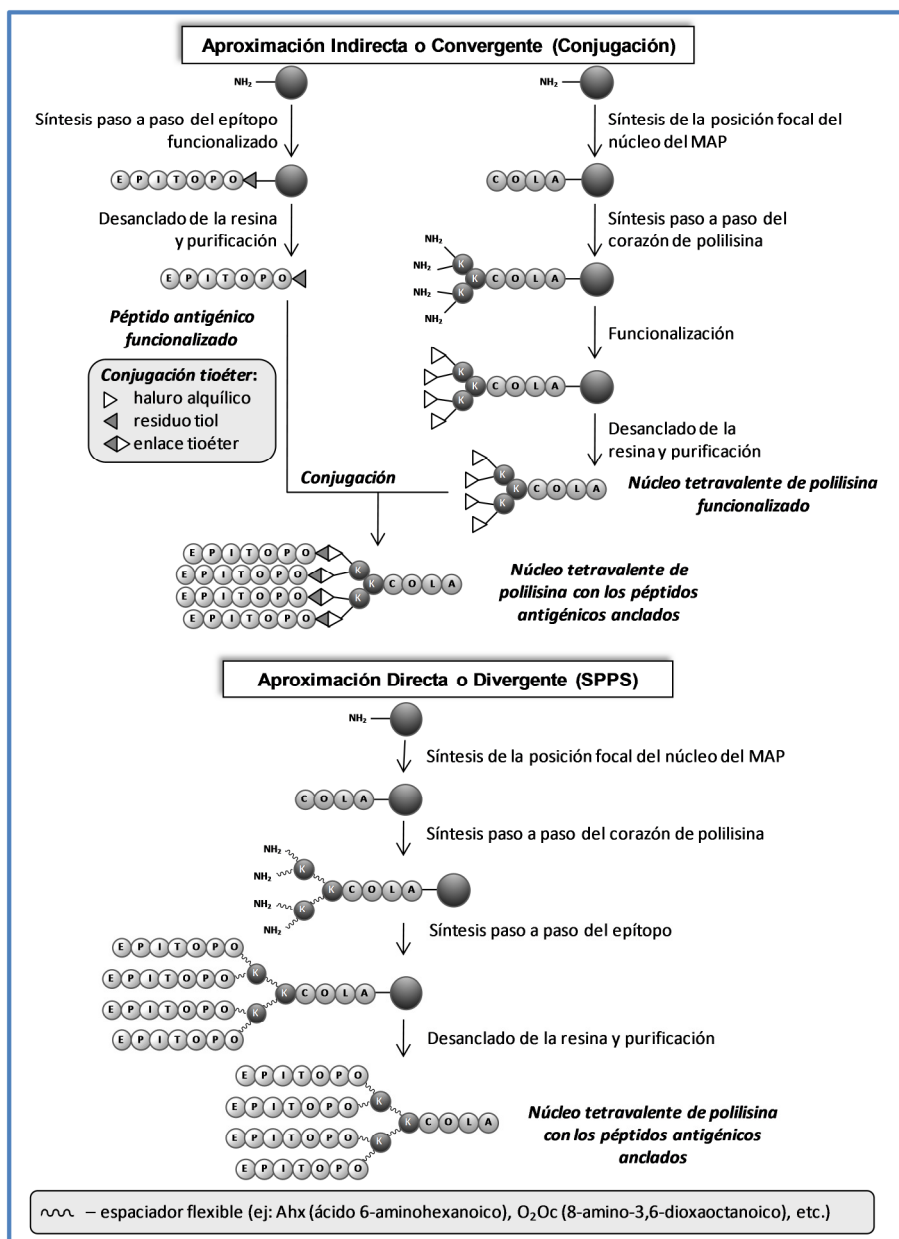 Aproximación Indirecta o Convergente (Conjugación)
NH₂
NH₂
Síntesis paso a paso del epítopo
funcionalizado
Síntesis de la posición focal del
núcleo del MAP
E P I T O P O
C O L A
Desanclado de la resina
y purificación
Síntesis paso a paso del
corazón de polilisina
E P I T O P O
NH₂
NH₂
NH₂
NH₂
K
K
K
C O L A
Péptido antigénico
funcionalizado
Funcionalización
Conjugación tioéter:
haluro alquílico
residuo tiol
enlace tioéter
K
K
K
C O L A
Desanclado de la
resina y purificación
Conjugación
K
K
K
C O L A
Núcleo tetravalente de polilisina
funcionalizado
E P I T O P O
E P I T O P O
E P I T O P O
E P I T O P O
K
K
K
C O L A
Núcleo tetravalente de
polilisina con los péptidos
antigénicos anclados
Aproximación Directa o Divergente (SPPS)
NH₂
Síntesis de la posición focal del núcleo del MAP
C O L A
Síntesis paso a paso del corazón de polilisina
NH₂
NH₂
NH₂
NH₂
K
K
K
C O L A
Síntesis paso a paso del epítopo
E P I T O P O
E P I T O P O
E P I T O P O
E P I T O P O
K
K
K
C O L A
Desanclado de la resina y purificación
E P I T O P O
E P I T O P O
E P I T O P O
E P I T O P O
K
K
K
C O L A
Núcleo tetravalente de polilisina
con los péptidos antigénicos
anclados
– espaciador flexible (ej: Ahx (ácido 6-aminohexanoico), O₂Oc (8-amino-3,6-dioxaoctanoico), etc.)